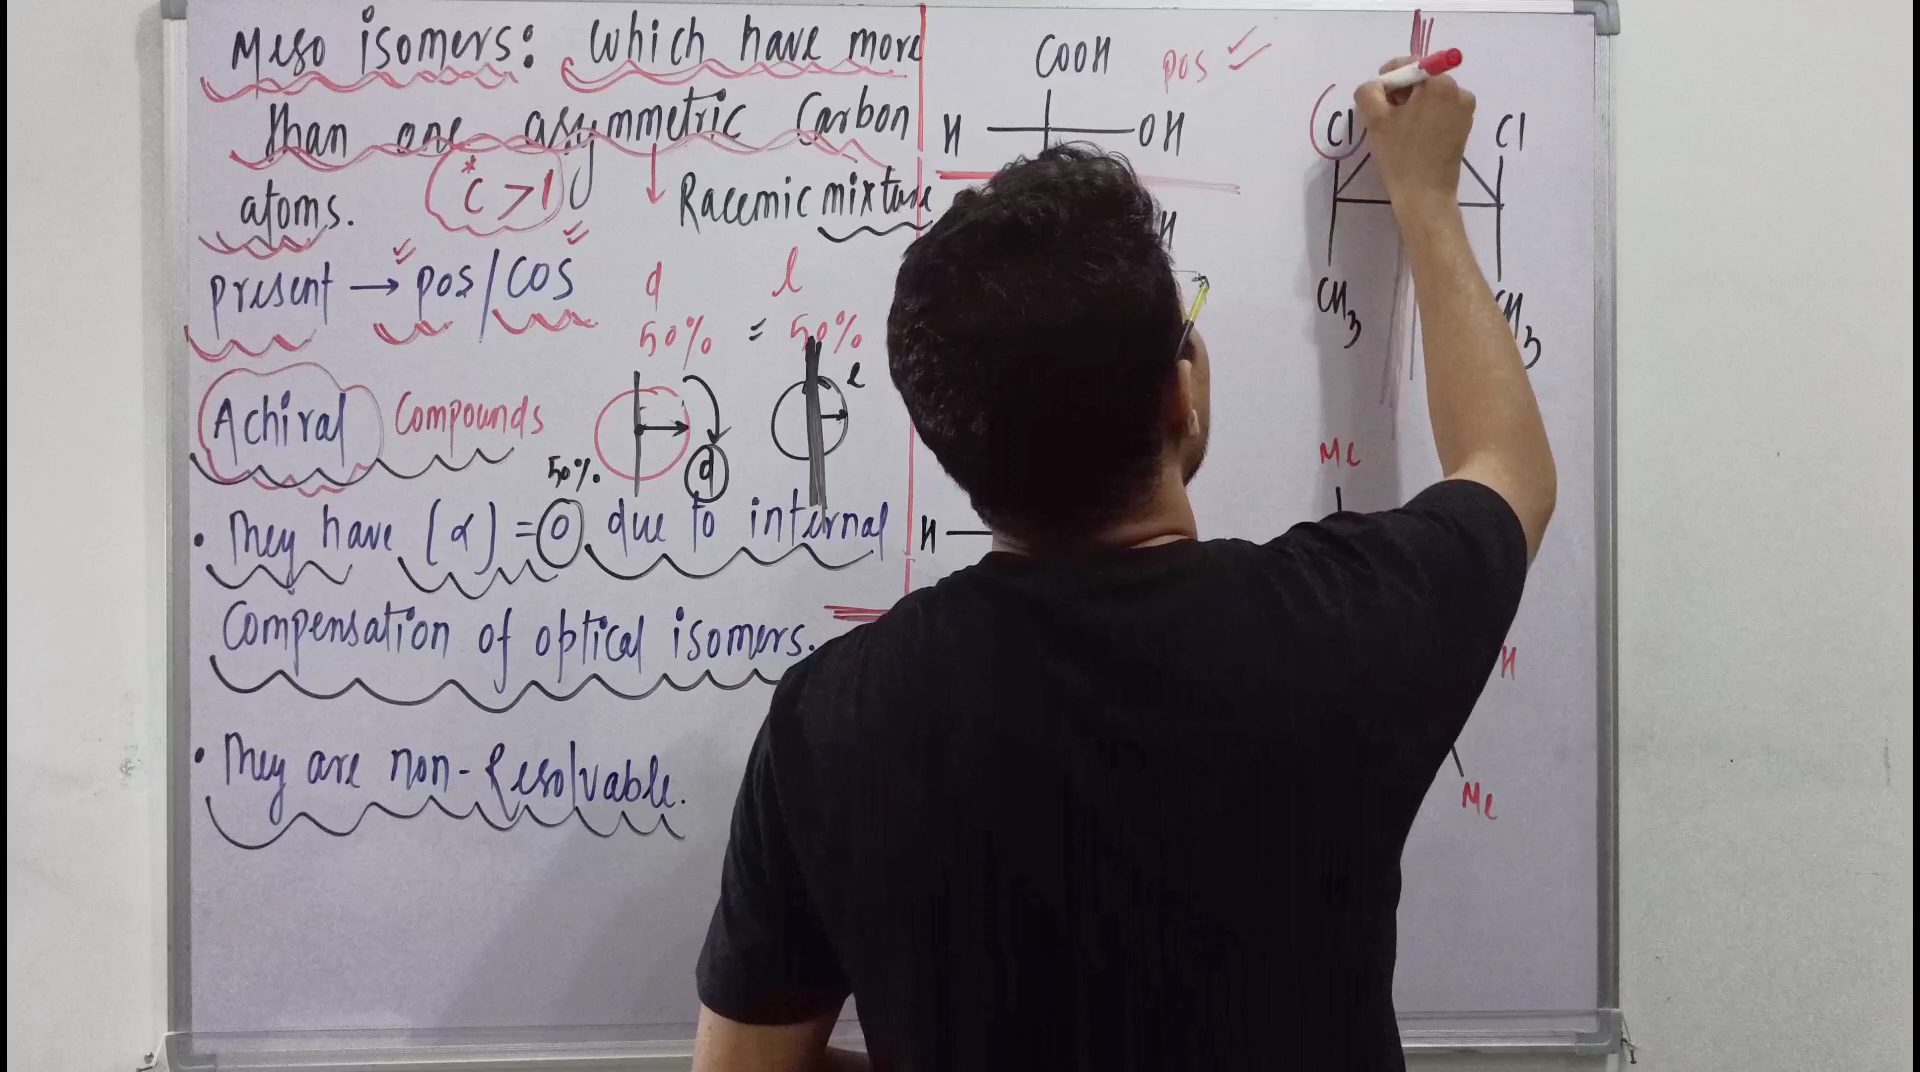 Meso isomers: Which have more
than one asymmetric Carbon
atoms. *C > 1 Racemic mixture
present → pos/cos d l
50% = 50%
Achiral Compounds
50%. d l
• They have (α) = 0 due to internal
Compensation of optical isomers.
• They are non-Resolvable.
COOH pos
H OH
H
H
Cl Cl
CH3 CH3
Me
H
Me